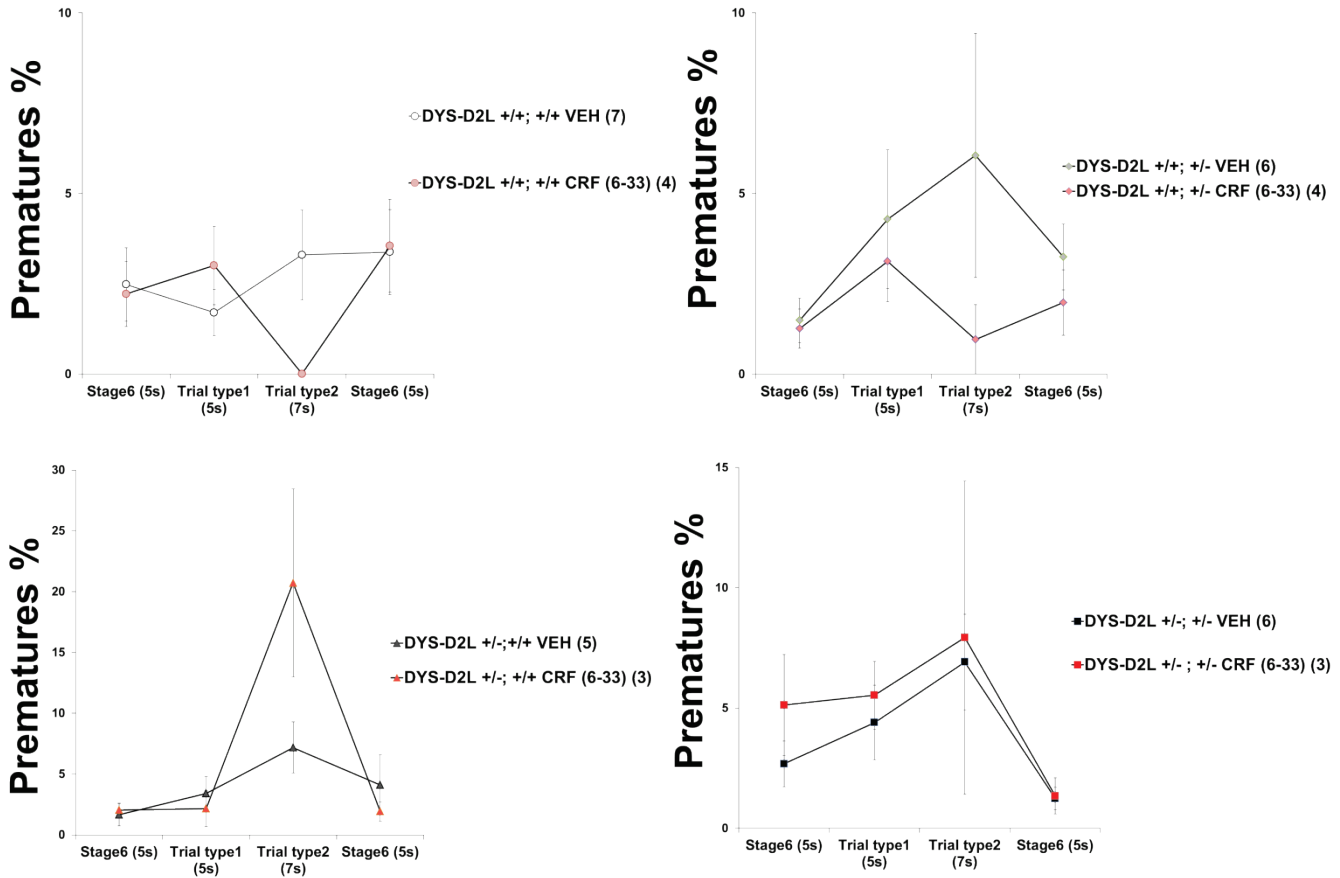 Prematures %
10
5
0
Stage6 (5s)
Trial type1
(5s)
Trial type2
(7s)
Stage6 (5s)
DYS-D2L +/+; +/+ VEH (7)
DYS-D2L +/+; +/+ CRF (6-33) (4)
Prematures %
10
5
0
Stage6 (5s)
Trial type1
(5s)
Trial type2
(7s)
Stage6 (5s)
DYS-D2L +/+; +/- VEH (6)
DYS-D2L +/+; +/- CRF (6-33) (4)
Prematures %
30
25
20
15
10
5
0
Stage6 (5s)
Trial type1
(5s)
Trial type2
(7s)
Stage6 (5s)
DYS-D2L +/-;+/+ VEH (5)
DYS-D2L +/-; +/+ CRF (6-33) (3)
Prematures %
15
10
5
0
Stage6 (5s)
Trial type1
(5s)
Trial type2
(7s)
Stage6 (5s)
DYS-D2L +/-; +/- VEH (6)
DYS-D2L +/- ; +/- CRF (6-33) (3)